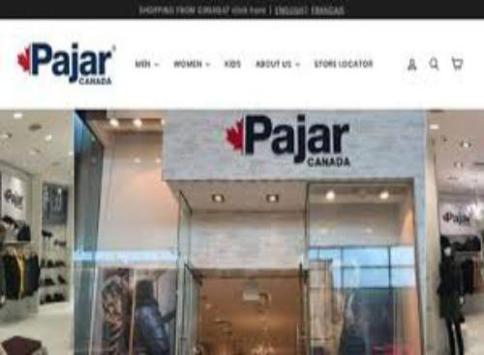 SHOPPING FROM click here | ENGLISH | FRANÇAIS
Pajar
CANADA
MEN WOMEN KIDS ABOUT US STORE LOCATOR
Pajar
CANADA
Pajar
Pajar